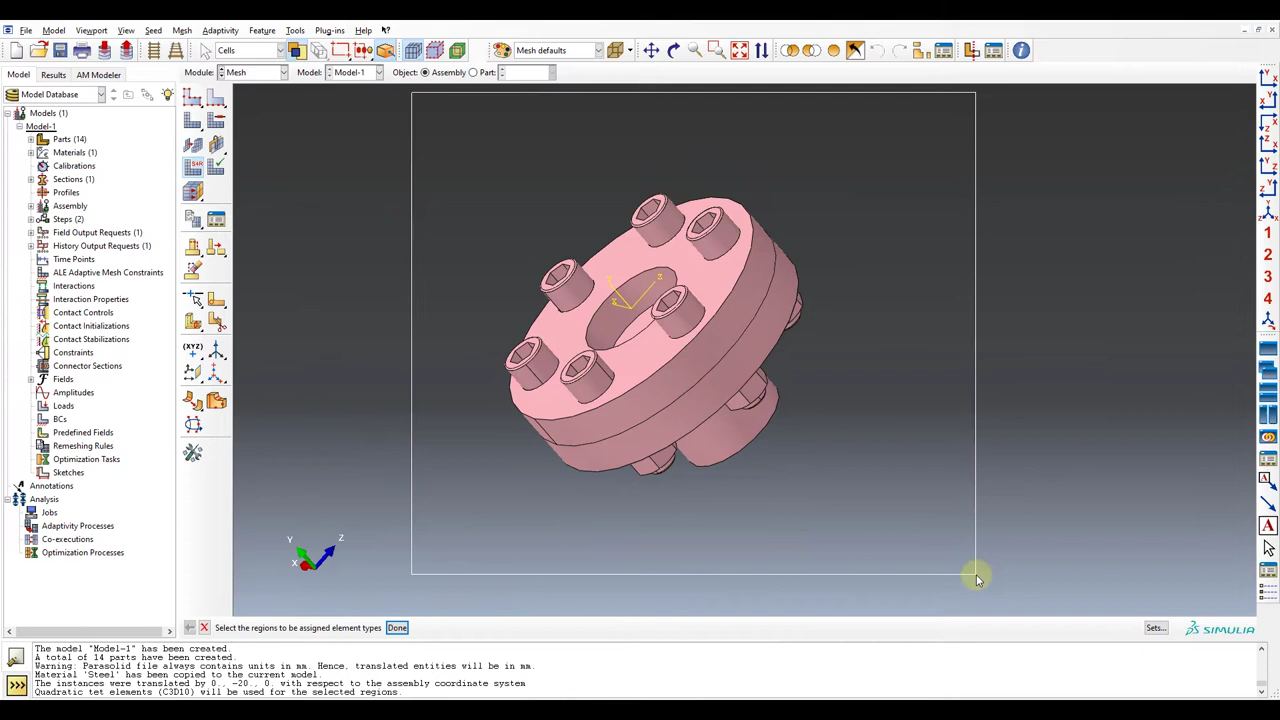 File Model Viewport View Seed Mesh Adaptivity Feature Tools Plug-ins Help
Cells Mesh defaults
Model Results AM Modeler Module: Mesh Model: Model-1 Object: Assembly Part:
Model Database
Models (1)
Model-1
Parts (14)
Materials (1)
Calibrations
Sections (1)
Profiles
Assembly
Steps (2)
Field Output Requests (1)
History Output Requests (1)
Time Points
ALE Adaptive Mesh Constraints
Interactions
Interaction Properties
Contact Controls
Contact Initializations
Contact Stabilizations
Constraints
Connector Sections
Fields
Amplitudes
Loads
BCs
Predefined Fields
Remeshing Rules
Optimization Tasks
Sketches
Annotations
Analysis
Jobs
Adaptivity Processes
Co-executions
Optimization Processes
(XYZ)
Y
Z
X
1
2
3
4
A
Select the regions to be assigned element types Done Sets... SIMULIA
The model "Model-1" has been created.
A total of 14 parts have been created.
Warning: Parasolid file always contains units in mm. Hence, translated entities will be in mm.
Material 'Steel' has been copied to the current model.
The instances were translated by 0., -20., 0. with respect to the assembly coordinate system
Quadratic tet elements (C3D10) will be used for the selected regions.